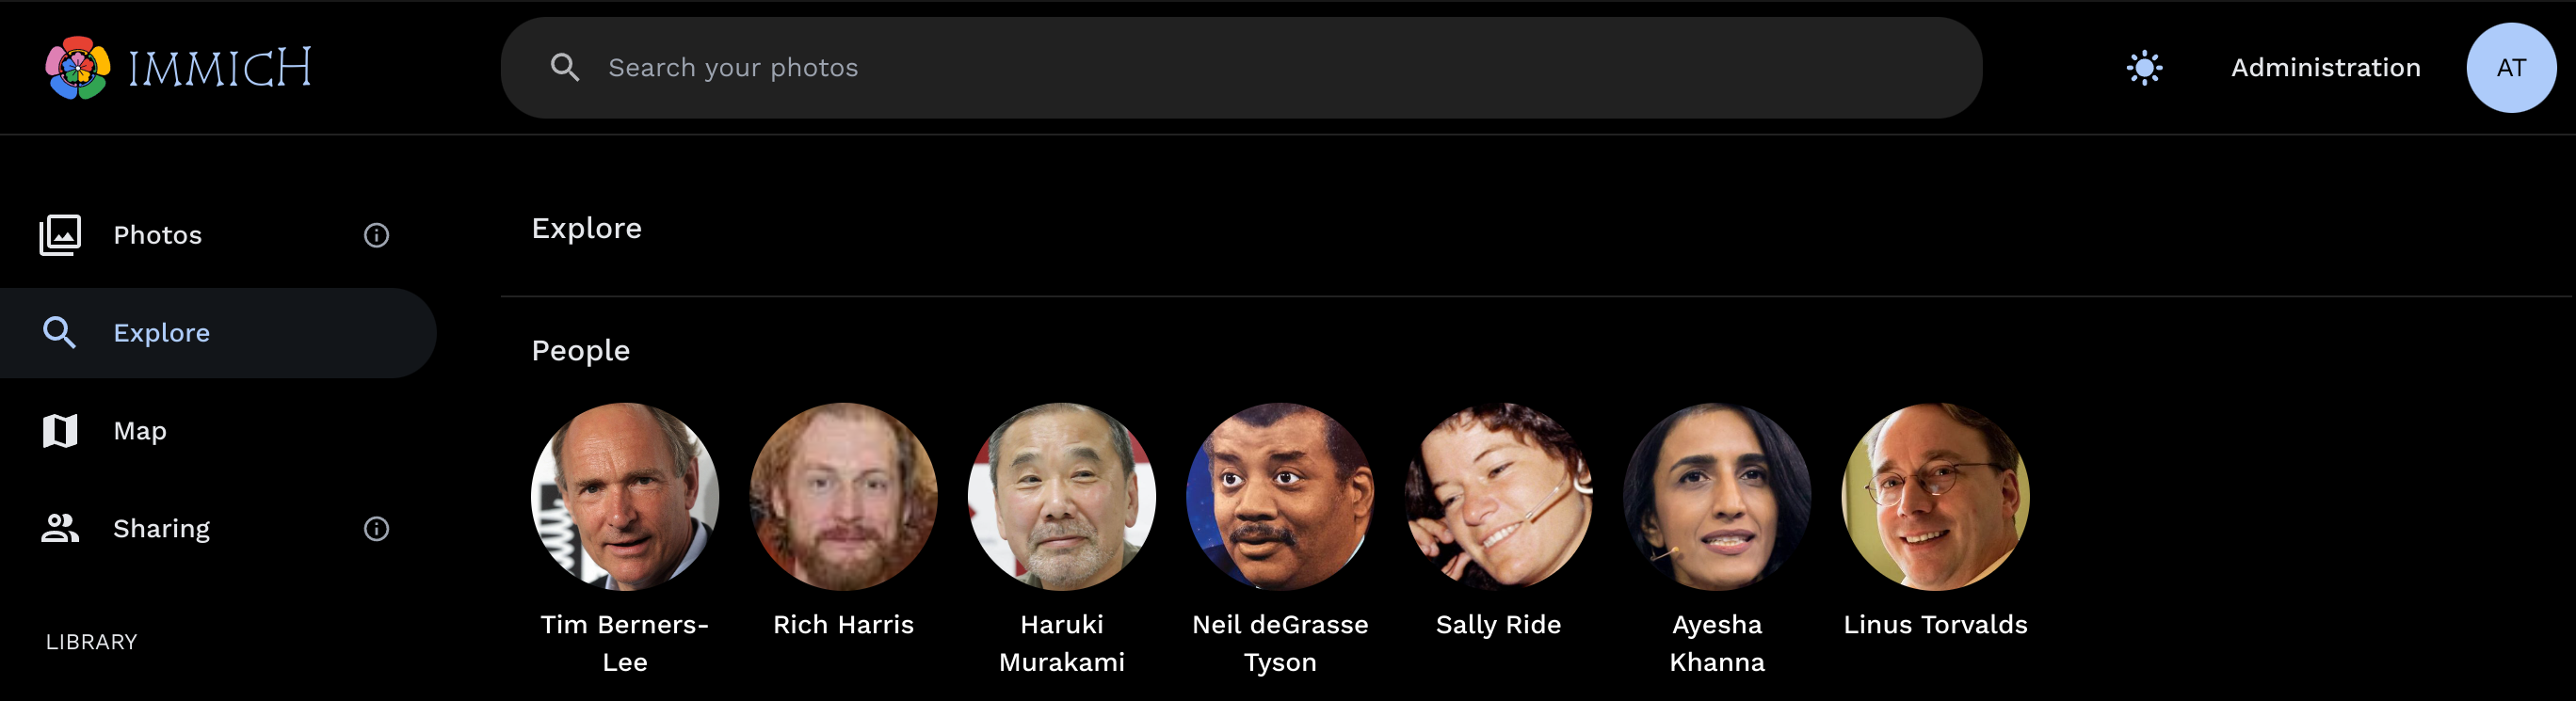 IMMICH
Search your photos
Administration
AT
Photos
Explore
Map
Sharing
LIBRARY
Explore
People
Tim Berners-
Lee
Rich Harris
Haruki
Murakami
Neil deGrasse
Tyson
Sally Ride
Ayesha
Khanna
Linus Torvalds